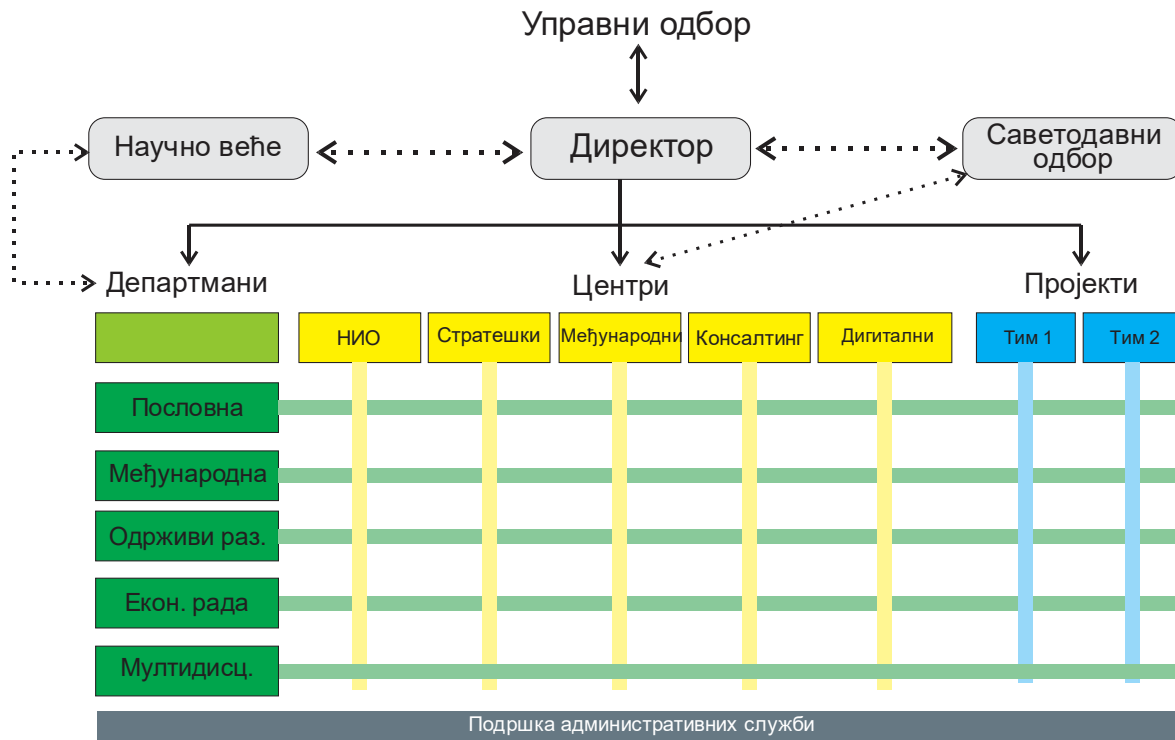 Управни одбор
Научно веће
Директор
Саветодавни
одбор
Департмани
Центри
Пројекти
НИО
Стратешки
Међународни
Консалтинг
Дигитални
Тим 1
Тим 2
Пословна
Међународна
Одрживи раз.
Екон. рада
Мултидисц.
Подршка административних служби